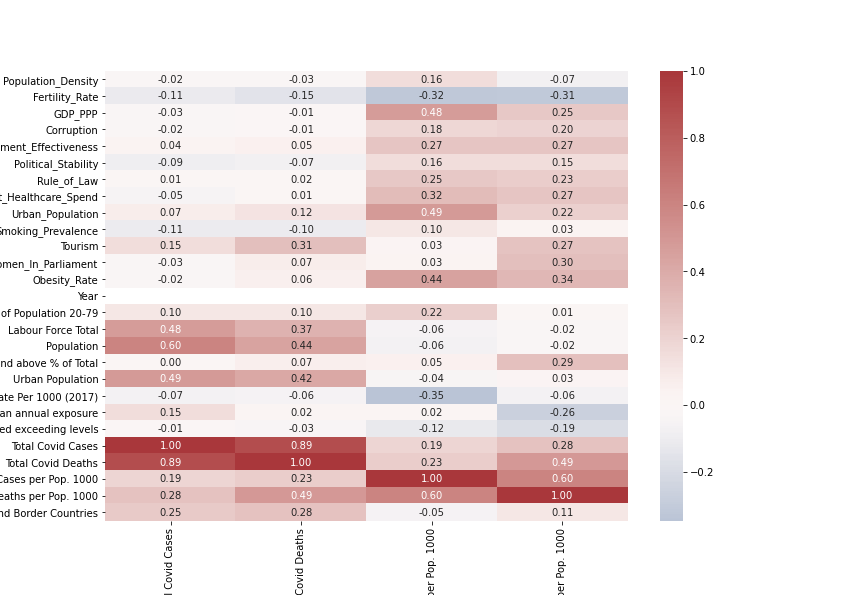 Population_Density -0.02 -0.03 0.16 -0.07
Fertility_Rate -0.11 -0.15 -0.32 -0.31
GDP_PPP -0.03 -0.01 0.48 0.25
Corruption -0.02 -0.01 0.18 0.20
ment_Effectiveness 0.04 0.05 0.27 0.27
Political_Stability -0.09 -0.07 0.16 0.15
Rule_of_Law 0.01 0.02 0.25 0.23
t_Healthcare_Spend -0.05 0.01 0.32 0.27
Urban_Population 0.07 0.12 0.49 0.22
Smoking_Prevalence -0.11 -0.10 0.10 0.03
Tourism 0.15 0.31 0.03 0.27
omen_In_Parliament -0.03 0.07 0.03 0.30
Obesity_Rate -0.02 0.06 0.44 0.34
Year
of Population 20-79 0.10 0.10 0.22 0.01
Labour Force Total 0.48 0.37 -0.06 -0.02
Population 0.60 0.44 -0.06 -0.02
nd above % of Total 0.00 0.07 0.05 0.29
Urban Population 0.49 0.42 -0.04 0.03
ate Per 1000 (2017) -0.07 -0.06 -0.35 -0.06
an annual exposure 0.15 0.02 0.02 -0.26
ed exceeding levels -0.01 -0.03 -0.12 -0.19
Total Covid Cases 1.00 0.89 0.19 0.28
Total Covid Deaths 0.89 1.00 0.23 0.49
Cases per Pop. 1000 0.19 0.23 1.00 0.60
eaths per Pop. 1000 0.28 0.49 0.60 1.00
nd Border Countries 0.25 0.28 -0.05 0.11
l Covid Cases
Covid Deaths
per Pop. 1000
per Pop. 1000
1.0
0.8
0.6
0.4
0.2
0.0
−0.2